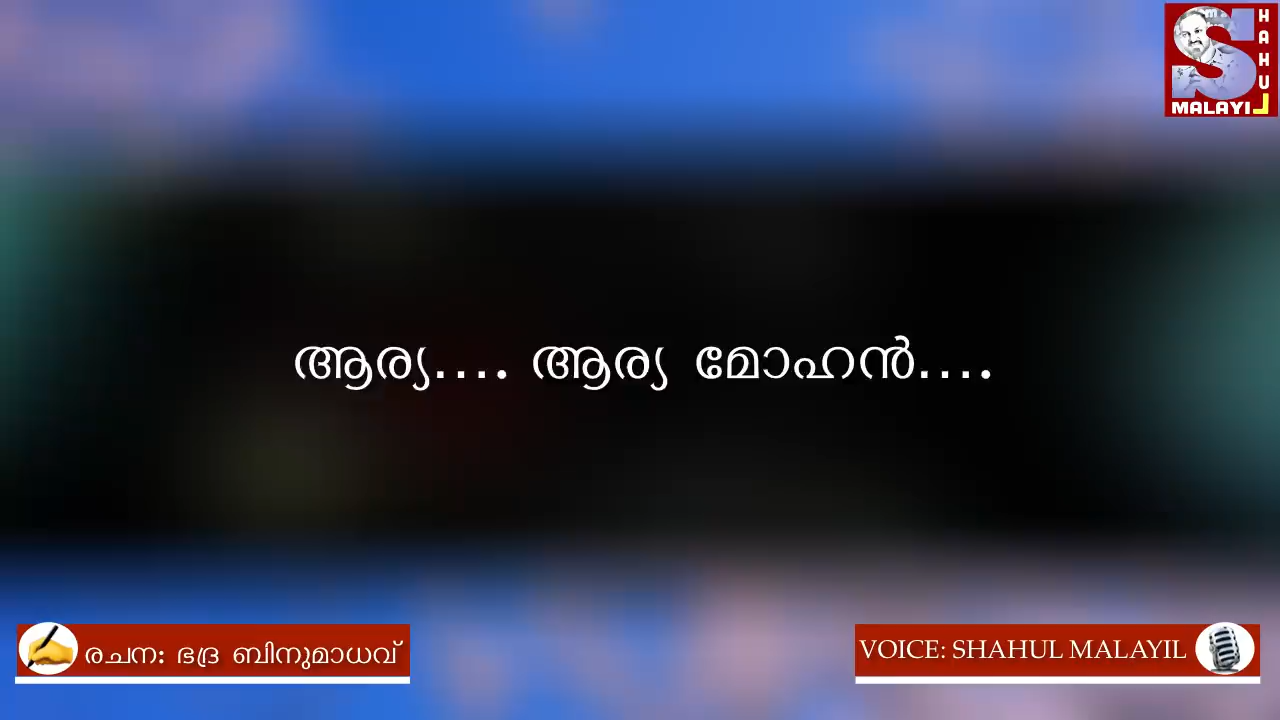 SHAHUL
MALAYIL
ആര്യ.... ആര്യ മോഹൻ....
രചന: ഭദ്ര ബിനുമാധവ്
VOICE: SHAHUL MALAYIL